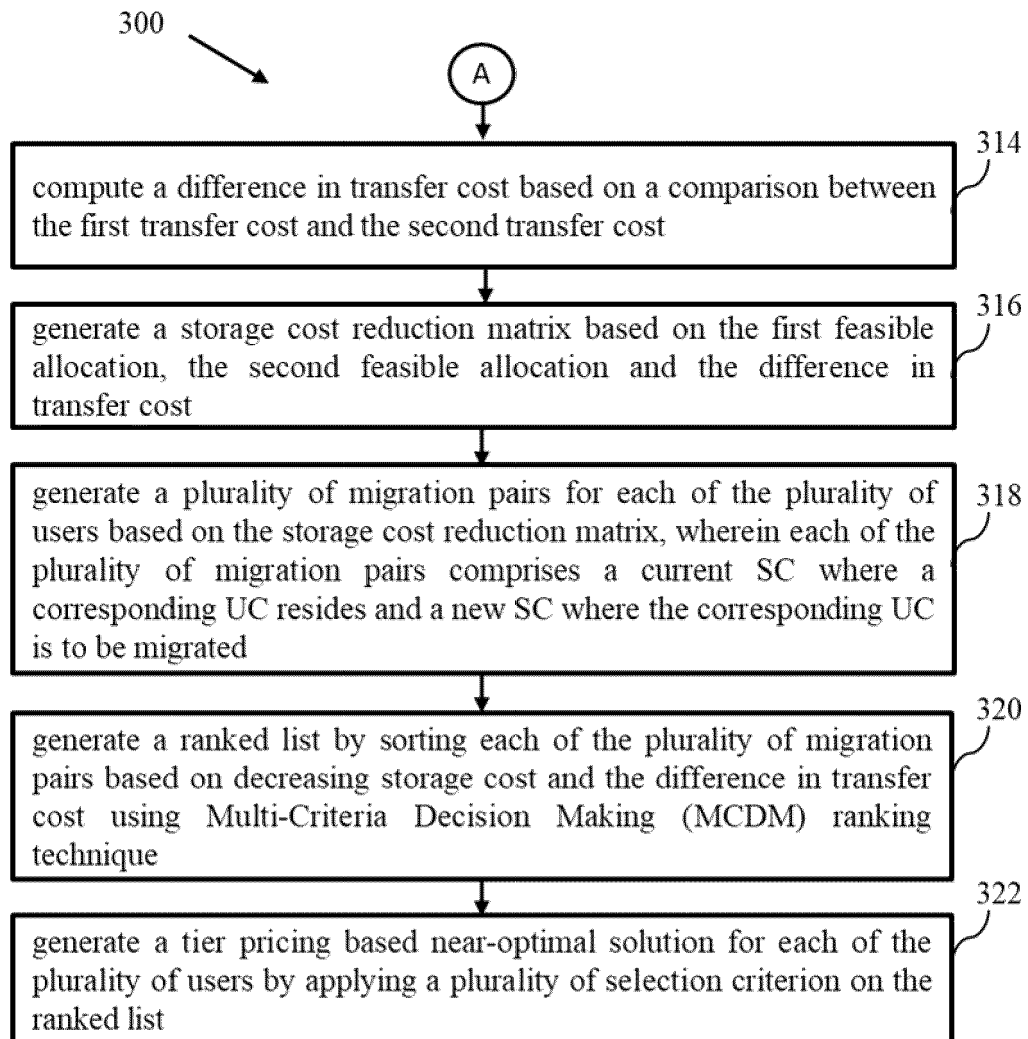 300
A
314
compute a difference in transfer cost based on a comparison between
the first transfer cost and the second transfer cost
316
generate a storage cost reduction matrix based on the first feasible
allocation, the second feasible allocation and the difference in
transfer cost
318
generate a plurality of migration pairs for each of the plurality of
users based on the storage cost reduction matrix, wherein each of the
plurality of migration pairs comprises a current SC where a
corresponding UC resides and a new SC where the corresponding UC
is to be migrated
320
generate a ranked list by sorting each of the plurality of migration
pairs based on decreasing storage cost and the difference in transfer
cost using Multi-Criteria Decision Making (MCDM) ranking
technique
322
generate a tier pricing based near-optimal solution for each of the
plurality of users by applying a plurality of selection criterion on the
ranked list